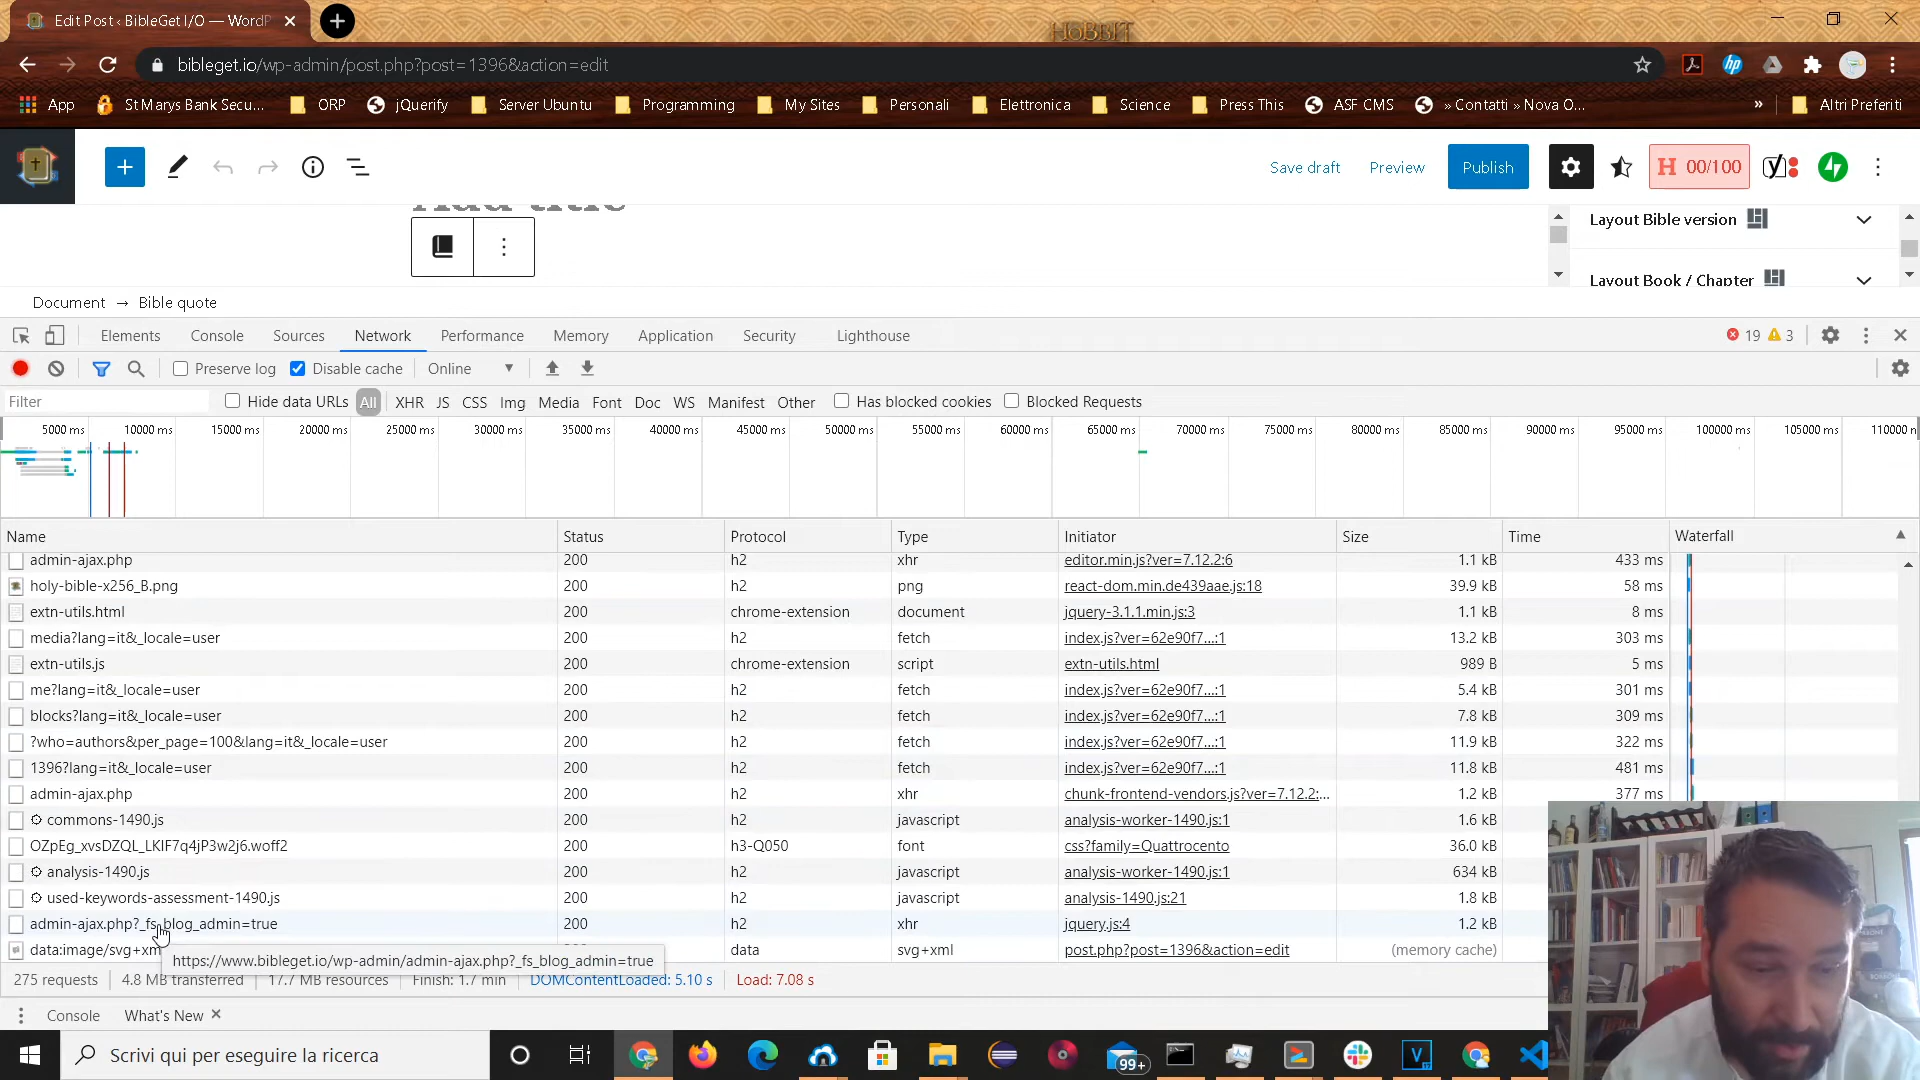 HOBBIT
Edit Post ‹ BibleGet I/O — WordP
bibleget.io/wp-admin/post.php?post=1396&action=edit
App St Marys Bank Secu... ORP jQuerify Server Ubuntu Programming My Sites Personali Elettronica Science Press This ASF CMS » Contatti » Nova O... » Altri Preferiti
Save draft Preview Publish H 00/100
Add title
Layout Bible version
Layout Book / Chapter
Document → Bible quote
Elements Console Sources Network Performance Memory Application Security Lighthouse 19 3
Preserve log Disable cache Online
Filter Hide data URLs All XHR JS CSS Img Media Font Doc WS Manifest Other Has blocked cookies Blocked Requests
5000 ms 10000 ms 15000 ms 20000 ms 25000 ms 30000 ms 35000 ms 40000 ms 45000 ms 50000 ms 55000 ms 60000 ms 65000 ms 70000 ms 75000 ms 80000 ms 85000 ms 90000 ms 95000 ms 100000 ms 105000 ms 110000 n
Name Status Protocol Type Initiator Size Time Waterfall
admin-ajax.php 200 h2 xhr editor.min.js?ver=7.12.2:6 1.1 kB 433 ms
holy-bible-x256_B.png 200 h2 png react-dom.min.de439aae.js:18 39.9 kB 58 ms
extn-utils.html 200 chrome-extension document jquery-3.1.1.min.js:3 1.1 kB 8 ms
media?lang=it&_locale=user 200 h2 fetch index.js?ver=62e90f7...:1 13.2 kB 303 ms
extn-utils.js 200 chrome-extension script extn-utils.html 989 B 5 ms
me?lang=it&_locale=user 200 h2 fetch index.js?ver=62e90f7...:1 5.4 kB 301 ms
blocks?lang=it&_locale=user 200 h2 fetch index.js?ver=62e90f7...:1 7.8 kB 309 ms
?who=authors&per_page=100&lang=it&_locale=user 200 h2 fetch index.js?ver=62e90f7...:1 11.9 kB 322 ms
1396?lang=it&_locale=user 200 h2 fetch index.js?ver=62e90f7...:1 11.8 kB 481 ms
admin-ajax.php 200 h2 xhr chunk-frontend-vendors.js?ver=7.12.2:... 1.2 kB 377 ms
commons-1490.js 200 h2 javascript analysis-worker-1490.js:1 1.6 kB
OZpEg_xvsDZQL_LKIF7q4jP3w2j6.woff2 200 h3-Q050 font css?family=Quattrocento 36.0 kB
analysis-1490.js 200 h2 javascript analysis-worker-1490.js:1 634 kB
used-keywords-assessment-1490.js 200 h2 javascript analysis-1490.js:21 1.8 kB
admin-ajax.php?_fs_blog_admin=true 200 h2 xhr jquery.js:4 1.2 kB
data:image/svg+xm data svg+xml post.php?post=1396&action=edit (memory cache)
https://www.bibleget.io/wp-admin/admin-ajax.php?_fs_blog_admin=true
275 requests 4.8 MB transferred 17.7 MB resources Finish: 1.7 min DOMContentLoaded: 5.10 s Load: 7.08 s
Console What's New
Scrivi qui per eseguire la ricerca 99+